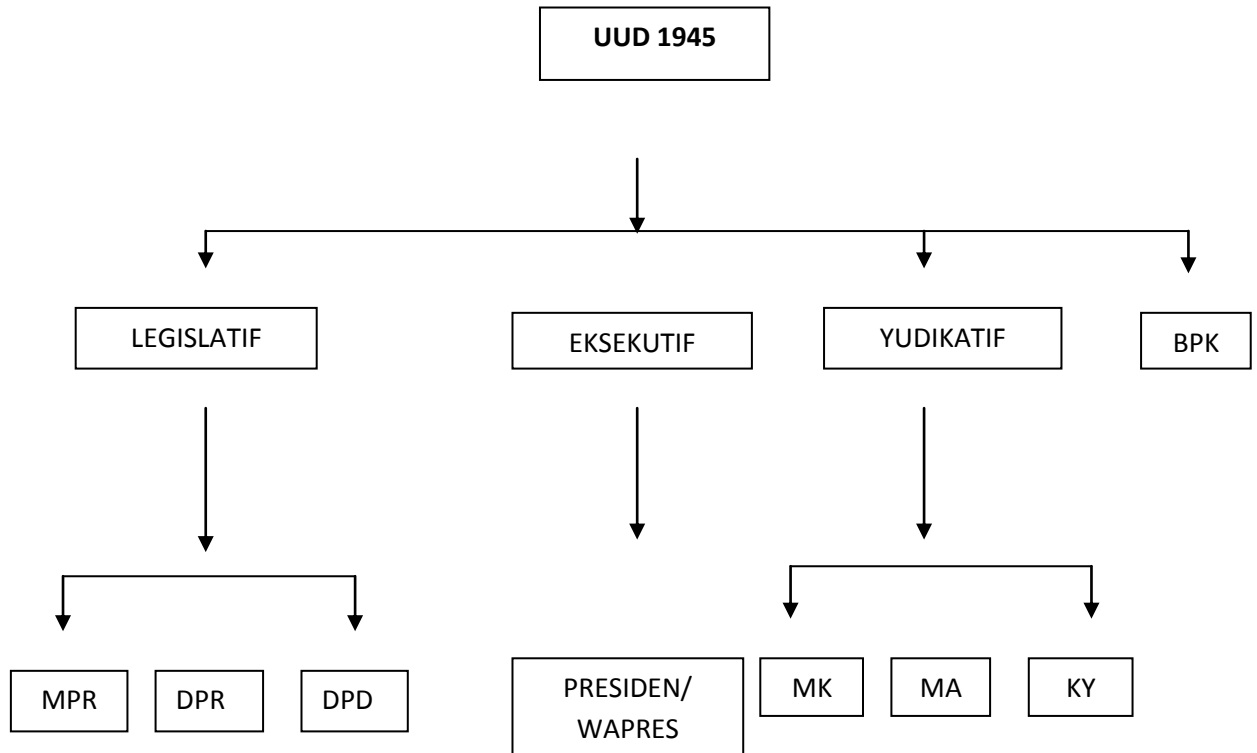 UUD 1945
LEGISLATIF
EKSEKUTIF
YUDIKATIF
BPK
MPR
DPR
DPD
PRESIDEN/
WAPRES
MK
MA
KY